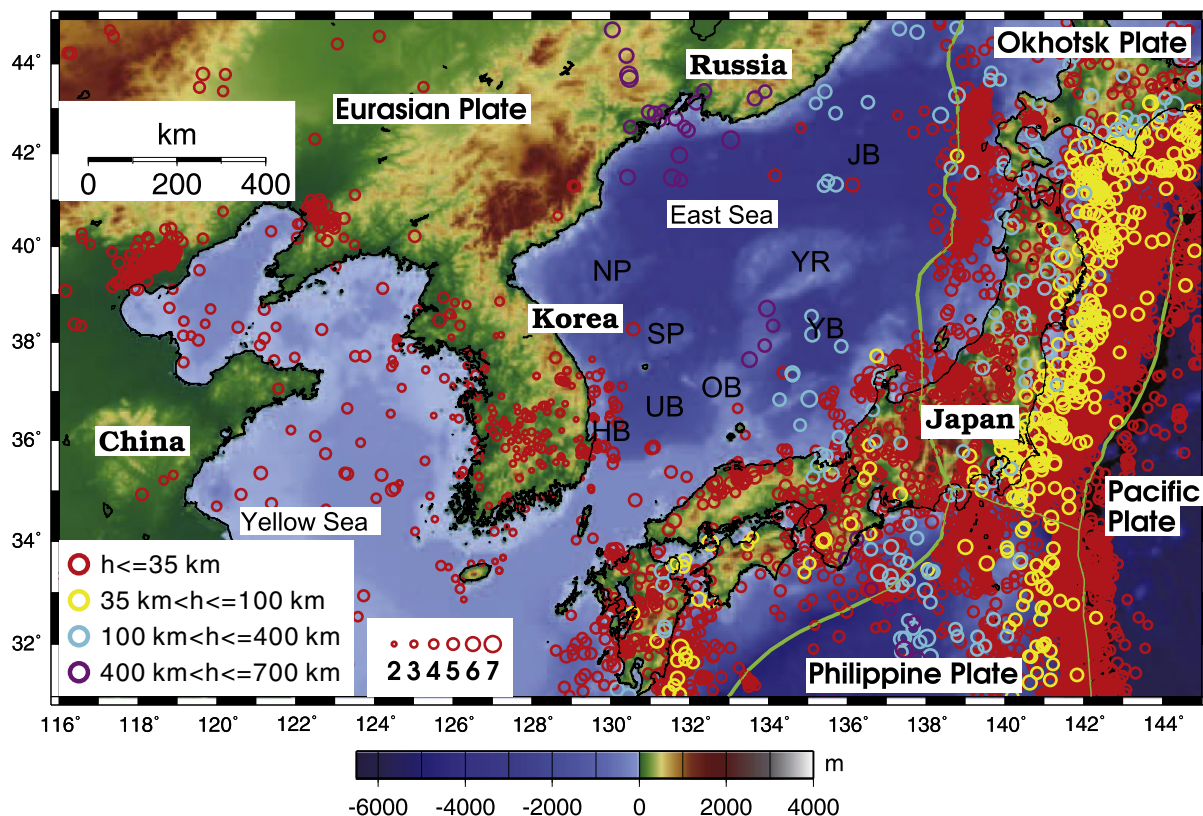 44˚
42˚
40˚
38˚
36˚
34˚
32˚
Okhotsk Plate
Russia
Eurasian Plate
km
0 200 400
JB
East Sea
NP
YR
Korea
SP
YB
OB
UB
HB
Japan
China
Pacific
Plate
Yellow Sea
h<=35 km
35 km<h<=100 km
100 km<h<=400 km
400 km<h<=700 km
2 3 4 5 6 7
Philippine Plate
116˚ 118˚ 120˚ 122˚ 124˚ 126˚ 128˚ 130˚ 132˚ 134˚ 136˚ 138˚ 140˚ 142˚ 144˚
m
-6000 -4000 -2000 0 2000 4000